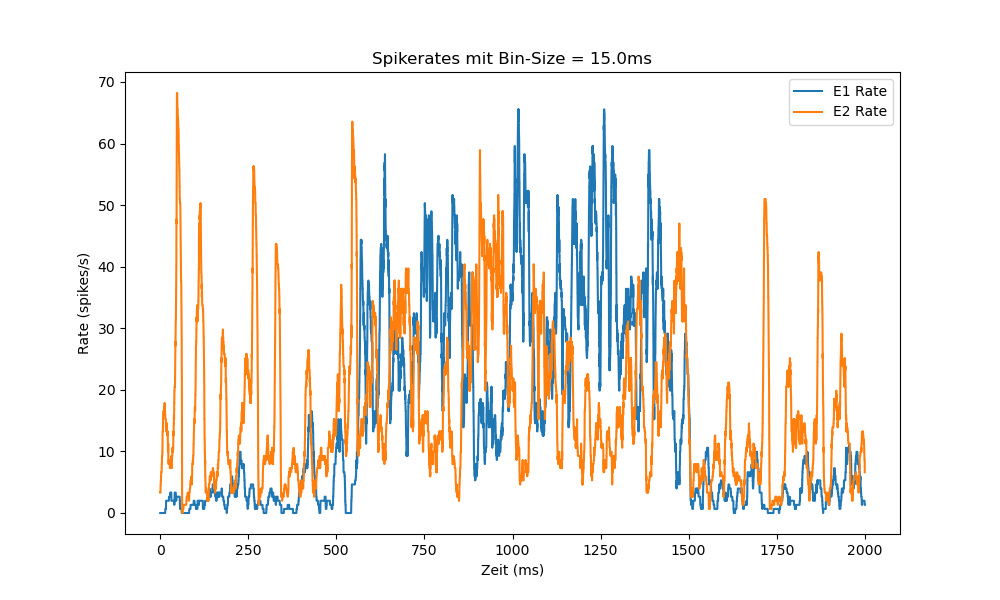 Spikerates mit Bin-Size = 15.0ms
E1 Rate
E2 Rate
70
60
50
40
30
20
10
0
Rate (spikes/s)
0 250 500 750 1000 1250 1500 1750 2000
Zeit (ms)